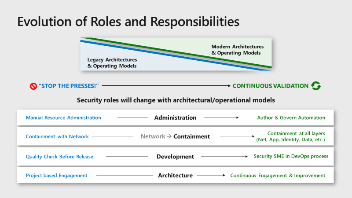 Evolution of Roles and Responsibilities
Modern Architectures
& Operating Models
Legacy Architectures
& Operating Models
"STOP THE PRESSES!"
CONTINUOUS VALIDATION
Security roles will change with architectural/operational models
Manual Resource Administration
Administration
Author & Govern Automation
Containment with Network
Network → Containment
Containment at all layers
(Net, App, Identity, Data, etc.)
Quality Check Before Release
Development
Security SME in DevOps process
Project based Engagement
Architecture
Continuous Engagement & Improvement